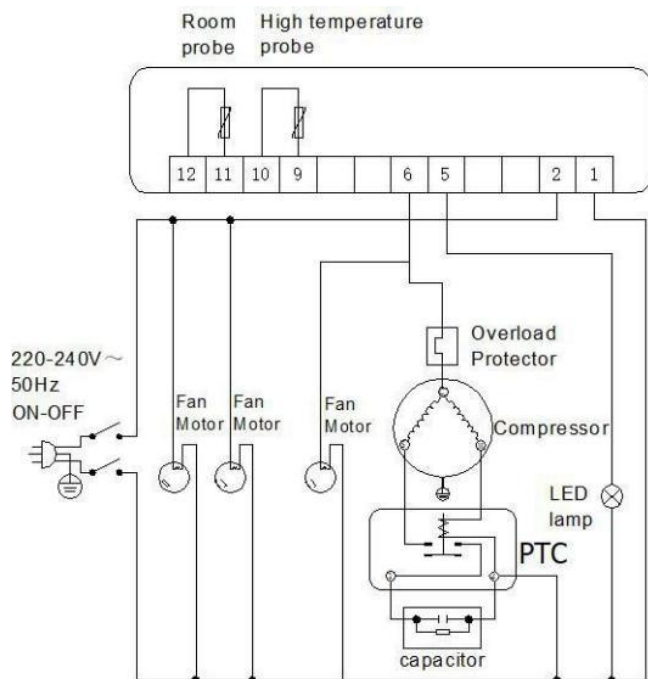 Room
probe
High temperature
probe
12 11 10 9 6 5 2 1
220-240V~
50Hz
ON-OFF
Fan
Motor
Fan
Motor
Fan
Motor
Overload
Protector
Compressor
LED
lamp
PTC
capacitor